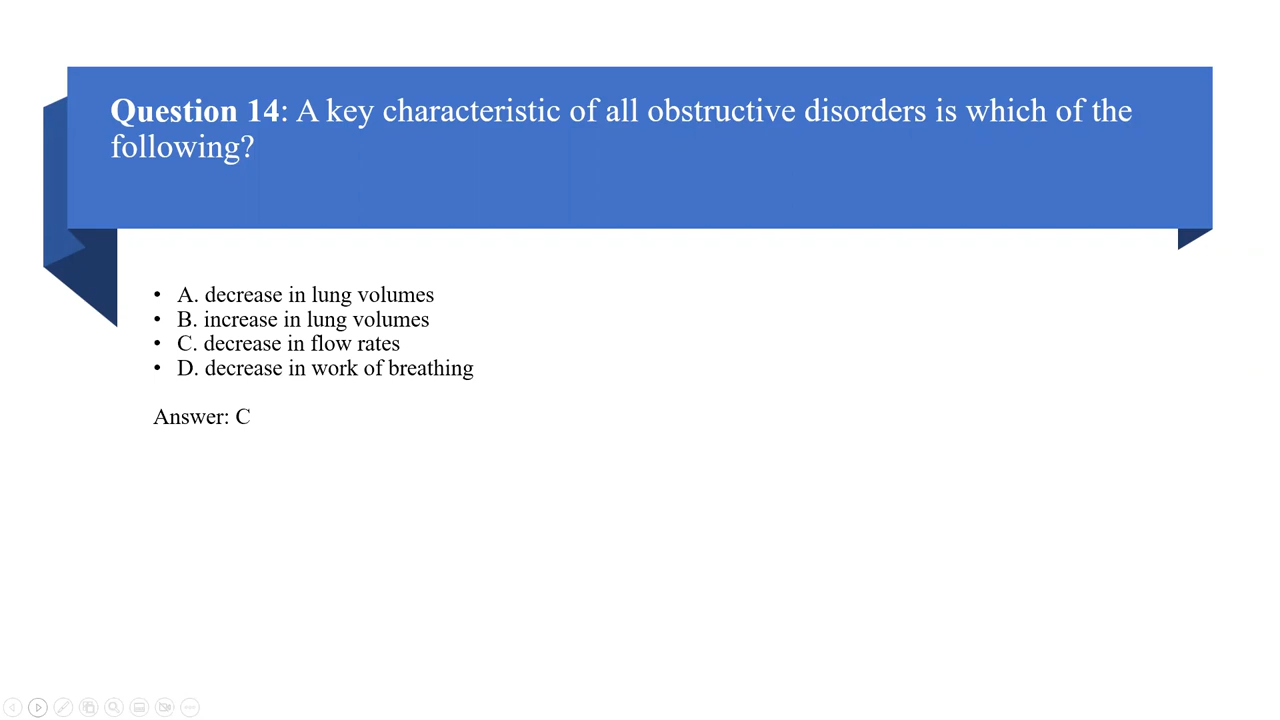 Question 14: A key characteristic of all obstructive disorders is which of the
following?
• A. decrease in lung volumes
• B. increase in lung volumes
• C. decrease in flow rates
• D. decrease in work of breathing
Answer: C